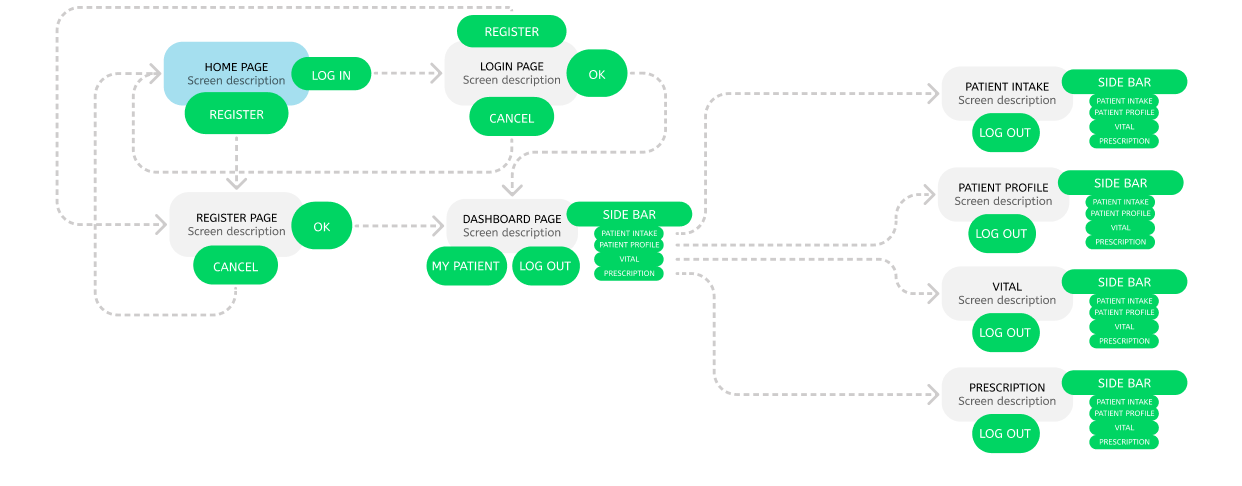 HOME PAGE
Screen description
LOG IN
REGISTER
REGISTER
LOGIN PAGE
Screen description
OK
CANCEL
REGISTER PAGE
Screen description
OK
CANCEL
DASHBOARD PAGE
Screen description
MY PATIENT
LOG OUT
SIDE BAR
PATIENT INTAKE
PATIENT PROFILE
VITAL
PRESCRIPTION
PATIENT INTAKE
Screen description
LOG OUT
SIDE BAR
PATIENT INTAKE
PATIENT PROFILE
VITAL
PRESCRIPTION
PATIENT PROFILE
Screen description
LOG OUT
SIDE BAR
PATIENT INTAKE
PATIENT PROFILE
VITAL
PRESCRIPTION
VITAL
Screen description
LOG OUT
SIDE BAR
PATIENT INTAKE
PATIENT PROFILE
VITAL
PRESCRIPTION
PRESCRIPTION
Screen description
LOG OUT
SIDE BAR
PATIENT INTAKE
PATIENT PROFILE
VITAL
PRESCRIPTION